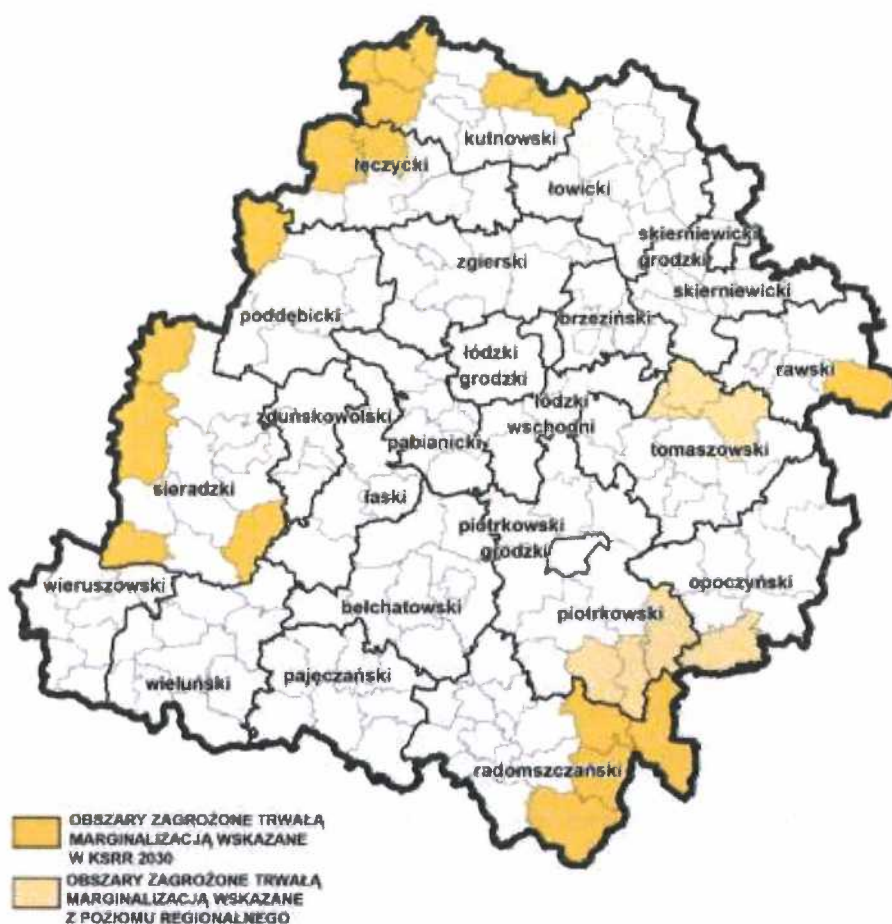 kutnowski
łęczycki
łowicki
skierniewicki
grodzki
zgierski
skierniewicki
poddębicki
brzeziński
łódzki
grodzki
rawski
łódzki
wschodni
zduńskowolski
pabianicki
tomaszowski
sieradzki
łaski
piotrkowski
grodzki
opoczyński
wieruszowski
bełchatowski
piotrkowski
wieluński
pajęczański
radomszczański
OBSZARY ZAGROŻONE TRWAŁĄ
MARGINALIZACJĄ WSKAZANE
W KSRR 2030
OBSZARY ZAGROŻONE TRWAŁĄ
MARGINALIZACJĄ WSKAZANE
Z POZIOMU REGIONALNEGO